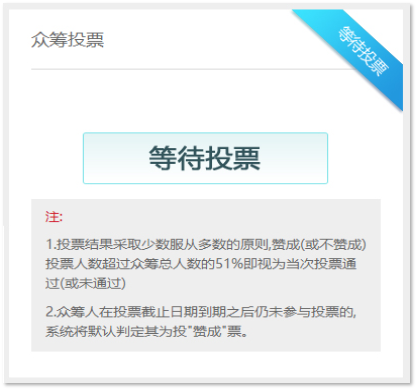 众筹投票
等待投票
等待投票
注:
1.投票结果采取少数服从多数的原则,赞成(或不赞成)
投票人数超过众筹总人数的51%即视为当次投票通
过(或未通过)
2.众筹人在投票截止日期到期之后仍未参与投票的,
系统将默认判定其为投"赞成"票。